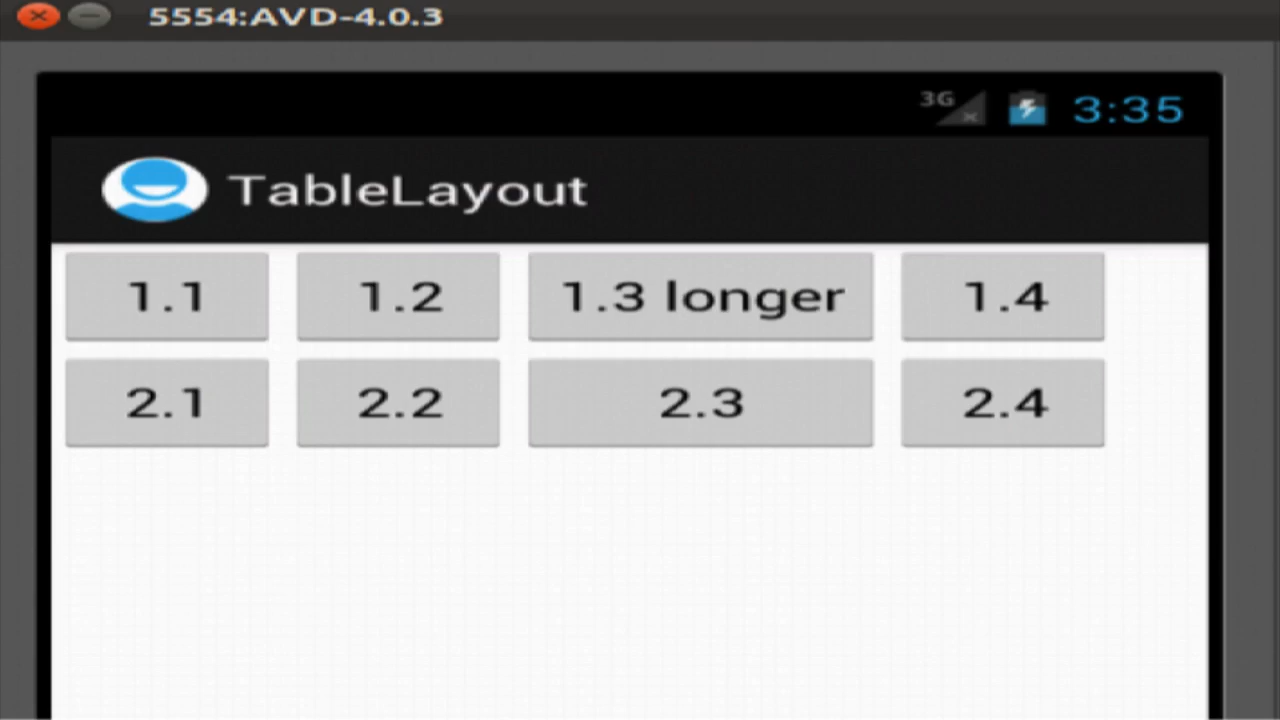 5554:AVD-4.0.3
3G 3:35
TableLayout
1.1 1.2 1.3 longer 1.4
2.1 2.2 2.3 2.4